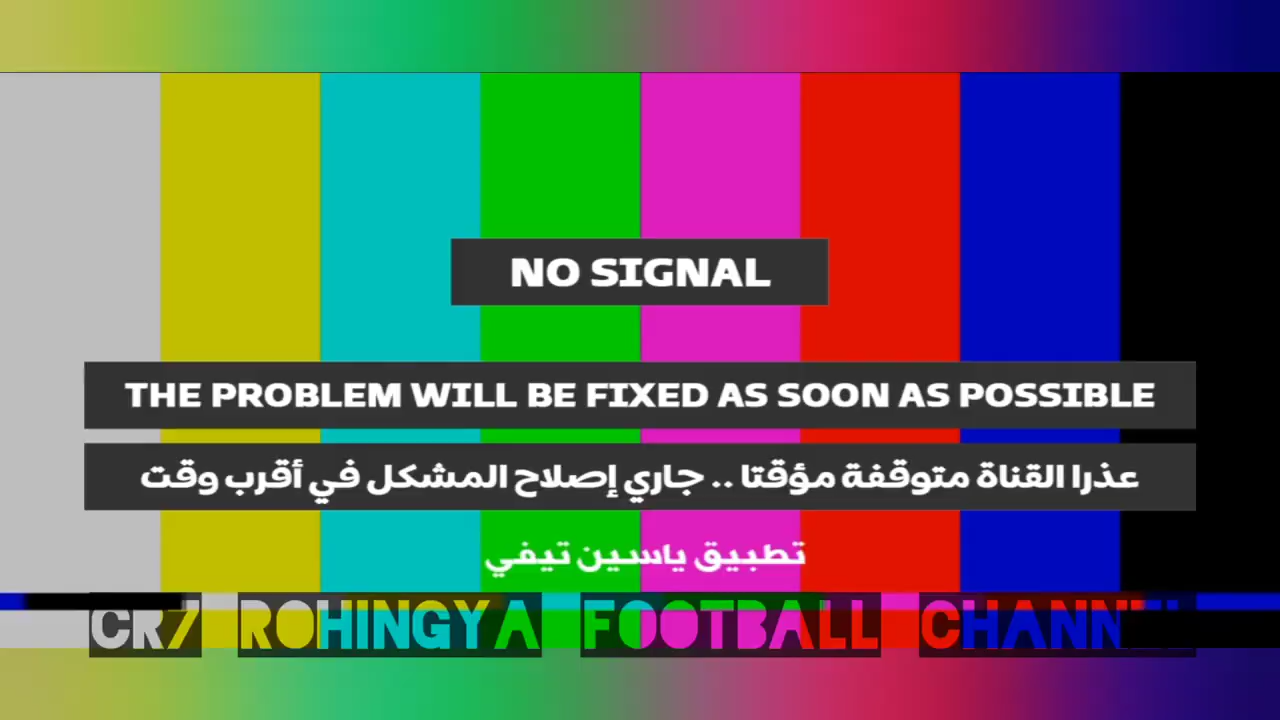 NO SIGNAL
THE PROBLEM WILL BE FIXED AS SOON AS POSSIBLE
عذرا القناة متوقفة مؤقتا .. جاري إصلاح المشكل في أقرب وقت
تطبيق ياسين تيفي
CR7 ROHINGYA FOOTBALL CHANNEL